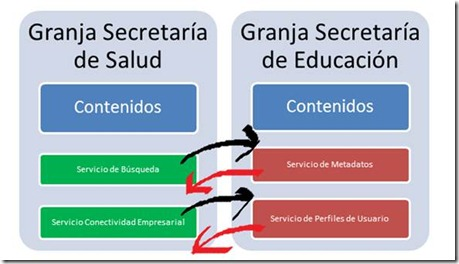 Granja Secretaría
de Salud
Contenidos
Servicio de Búsqueda
Servicio Conectividad Empresarial
Granja Secretaría
de Educación
Contenidos
Servicio de Metadatos
Servicio de Perfiles de Usuario